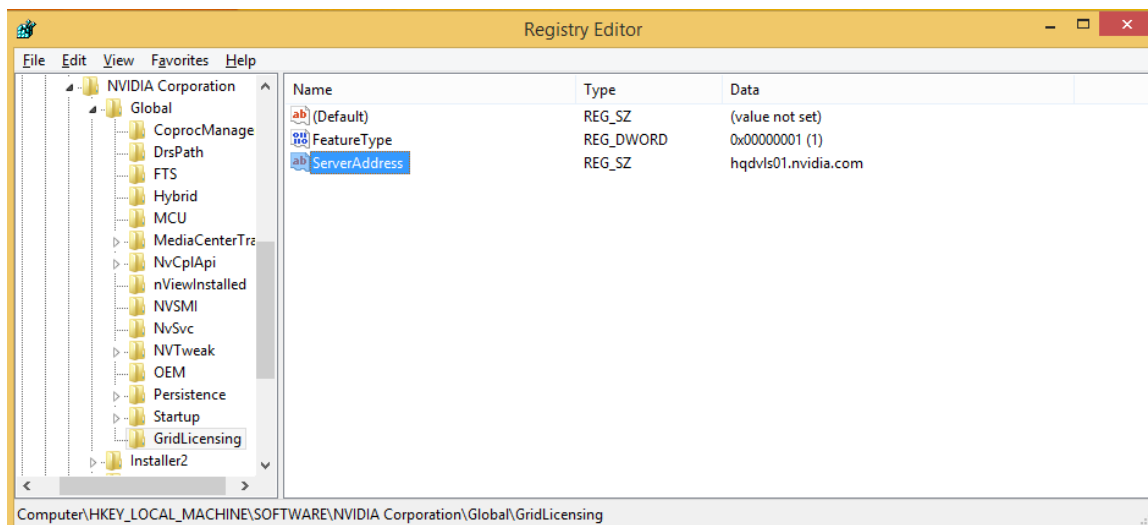 Registry Editor
File Edit View Favorites Help
NVIDIA Corporation
Global
CoprocManage
DrsPath
FTS
Hybrid
MCU
MediaCenterTra
NvCplApi
nViewInstalled
NVSMI
NvSvc
NVTweak
OEM
Persistence
Startup
GridLicensing
Installer2
Name Type Data
(Default) REG_SZ (value not set)
FeatureType REG_DWORD 0x00000001 (1)
ServerAddress REG_SZ hqdvls01.nvidia.com
Computer\HKEY_LOCAL_MACHINE\SOFTWARE\NVIDIA Corporation\Global\GridLicensing